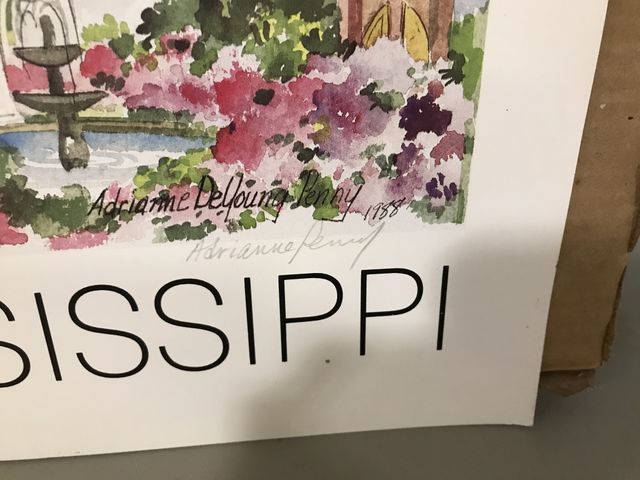 Adrianne DeYoung Penny 1988
Adrianne Penny
SISSIPPI